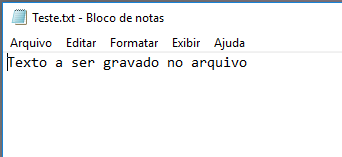 Teste.txt - Bloco de notas
Arquivo Editar Formatar Exibir Ajuda
Texto a ser gravado no arquivo